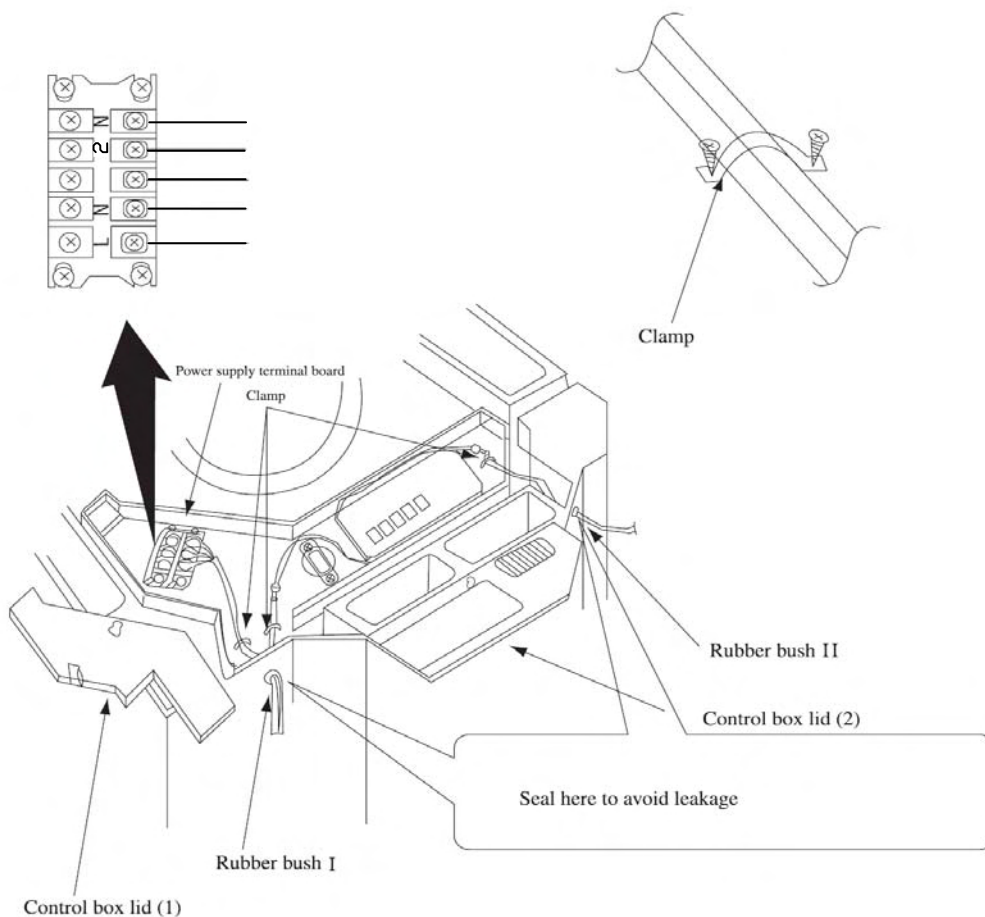 N
2
N
L
Clamp
Power supply terminal board
Clamp
Rubber bush II
Control box lid (2)
Seal here to avoid leakage
Rubber bush I
Control box lid (1)